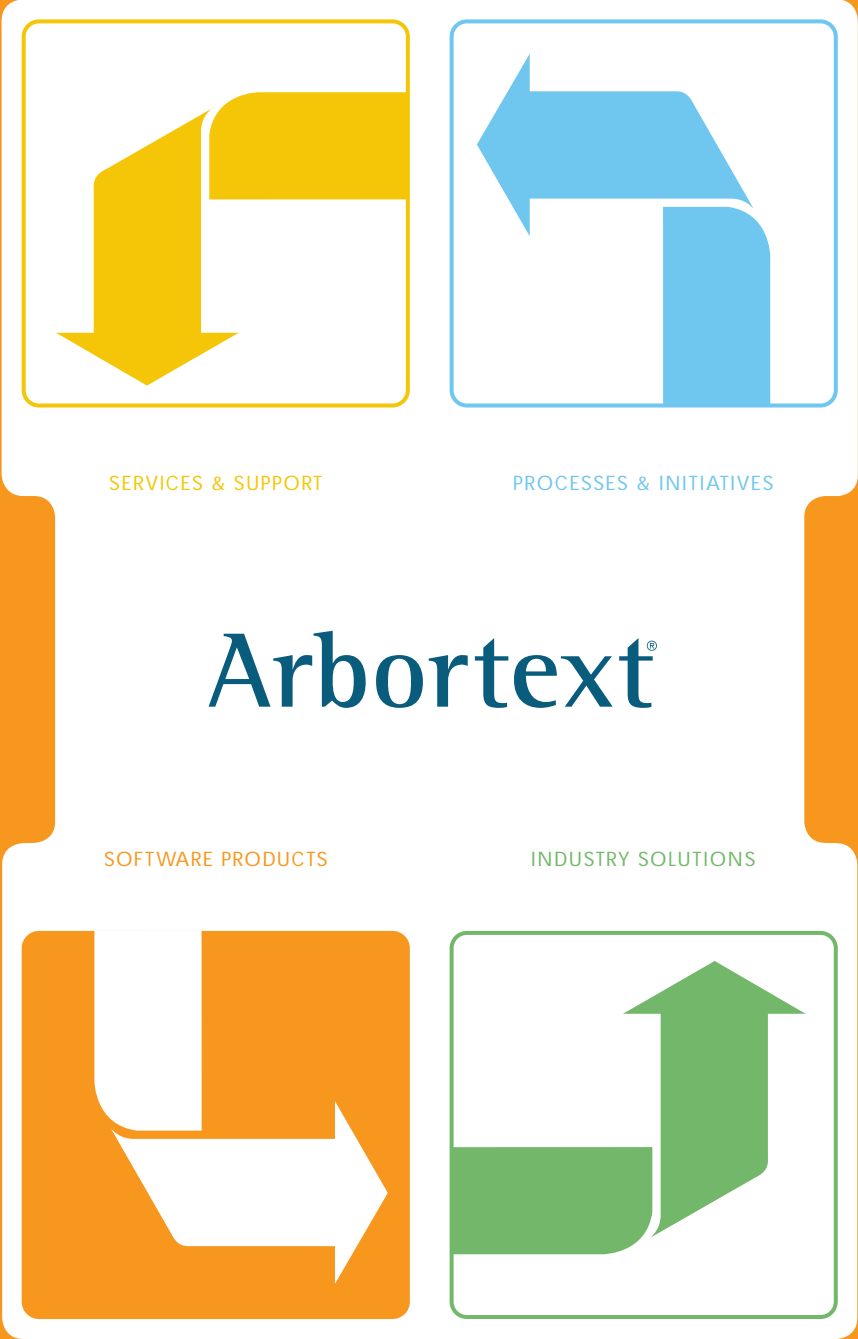 SERVICES & SUPPORT
PROCESSES & INITIATIVES
Arbortext®
SOFTWARE PRODUCTS
INDUSTRY SOLUTIONS